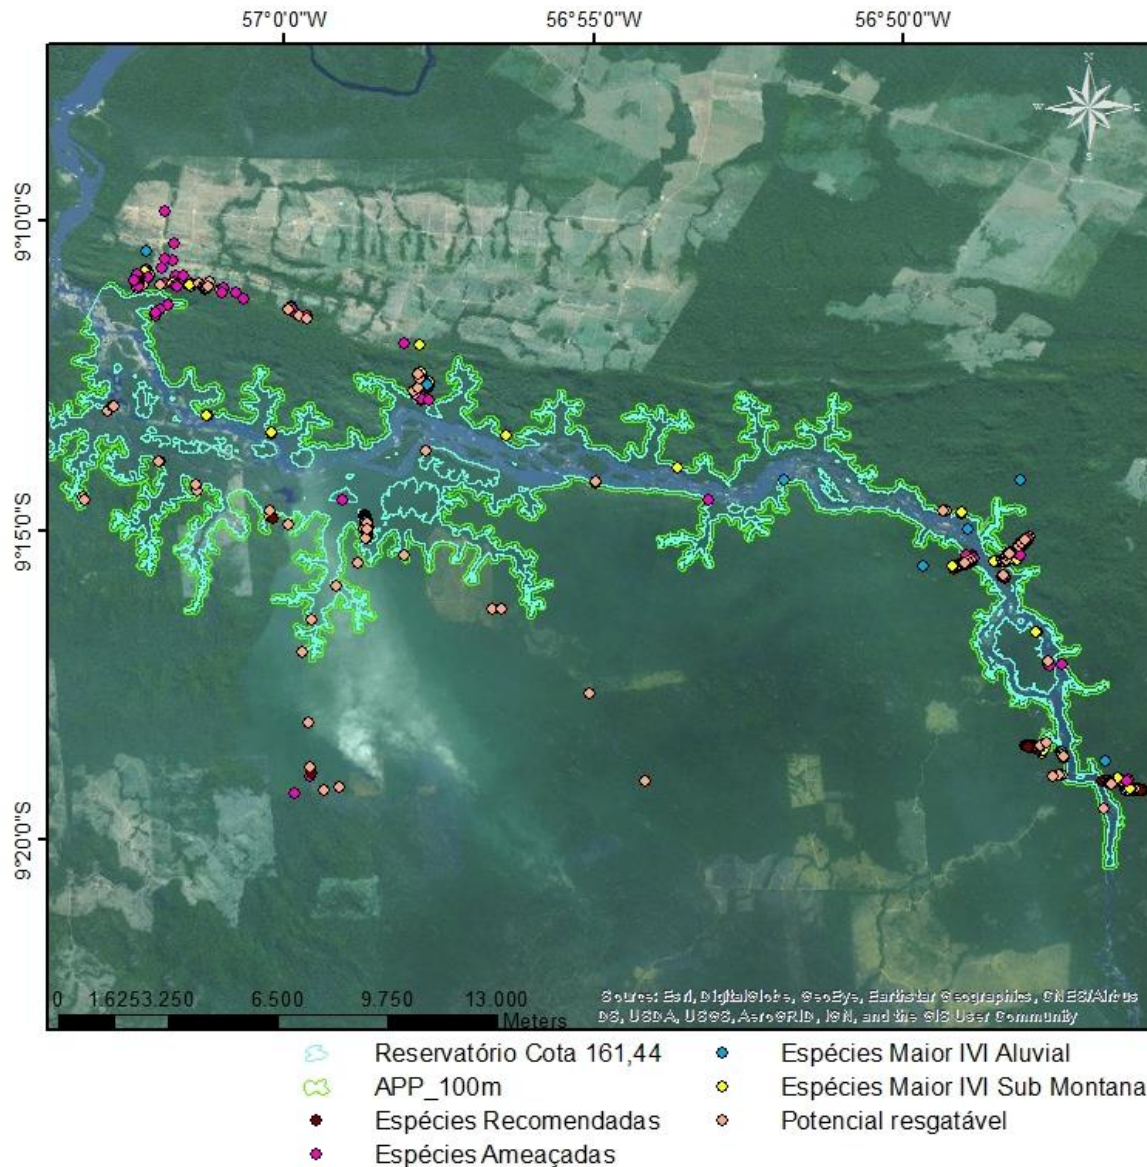 57°0'0"W 56°55'0"W 56°50'0"W
N
W E
S
9°10'0"S
9°15'0"S
9°20'0"S
0 1.6253.250 6.500 9.750 13.000
Meters
Source: Esri, DigitalGlobe, GeoEye, Earthstar Geographics, CNES/Airbus
DS, USDA, USGS, AeroGRID, IGN, and the GIS User Community
Reservatório Cota 161,44
APP_100m
Espécies Recomendadas
Espécies Ameaçadas
Espécies Maior IVI Aluvial
Espécies Maior IVI Sub Montana
Potencial resgatável